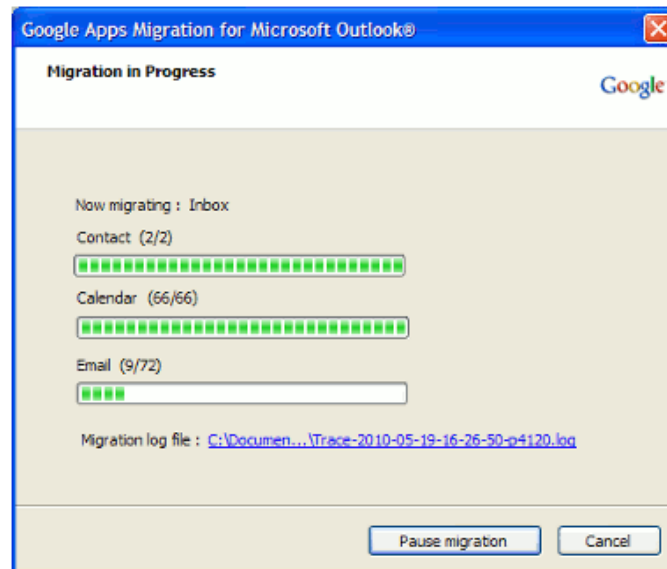 Google Apps Migration for Microsoft Outlook®
Migration in Progress
Google
Now migrating : Inbox
Contact (2/2)
Calendar (66/66)
Email (9/72)
Migration log file : C:\Documen...\Trace-2010-05-19-16-26-50-p4120.log
Pause migration Cancel